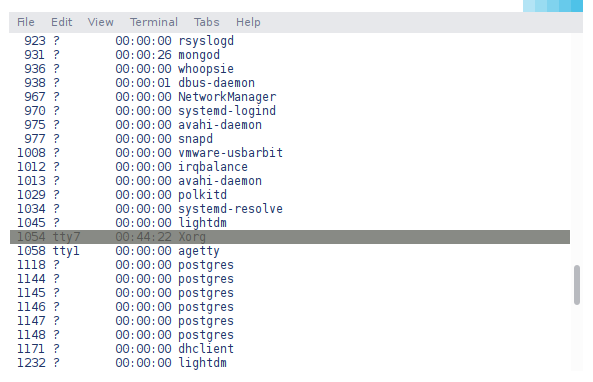 File Edit View Terminal Tabs Help
923 ? 00:00:00 rsyslogd
931 ? 00:00:26 mongod
936 ? 00:00:00 whoopsie
938 ? 00:00:01 dbus-daemon
967 ? 00:00:00 NetworkManager
970 ? 00:00:00 systemd-logind
975 ? 00:00:00 avahi-daemon
977 ? 00:00:00 snapd
1008 ? 00:00:00 vmware-usbarbit
1012 ? 00:00:00 irqbalance
1013 ? 00:00:00 avahi-daemon
1029 ? 00:00:00 polkitd
1034 ? 00:00:00 systemd-resolve
1045 ? 00:00:00 lightdm
1054 tty7 00:44:22 Xorg
1058 tty1 00:00:00 agetty
1118 ? 00:00:00 postgres
1144 ? 00:00:00 postgres
1145 ? 00:00:00 postgres
1146 ? 00:00:00 postgres
1147 ? 00:00:00 postgres
1148 ? 00:00:00 postgres
1171 ? 00:00:00 dhclient
1232 ? 00:00:00 lightdm